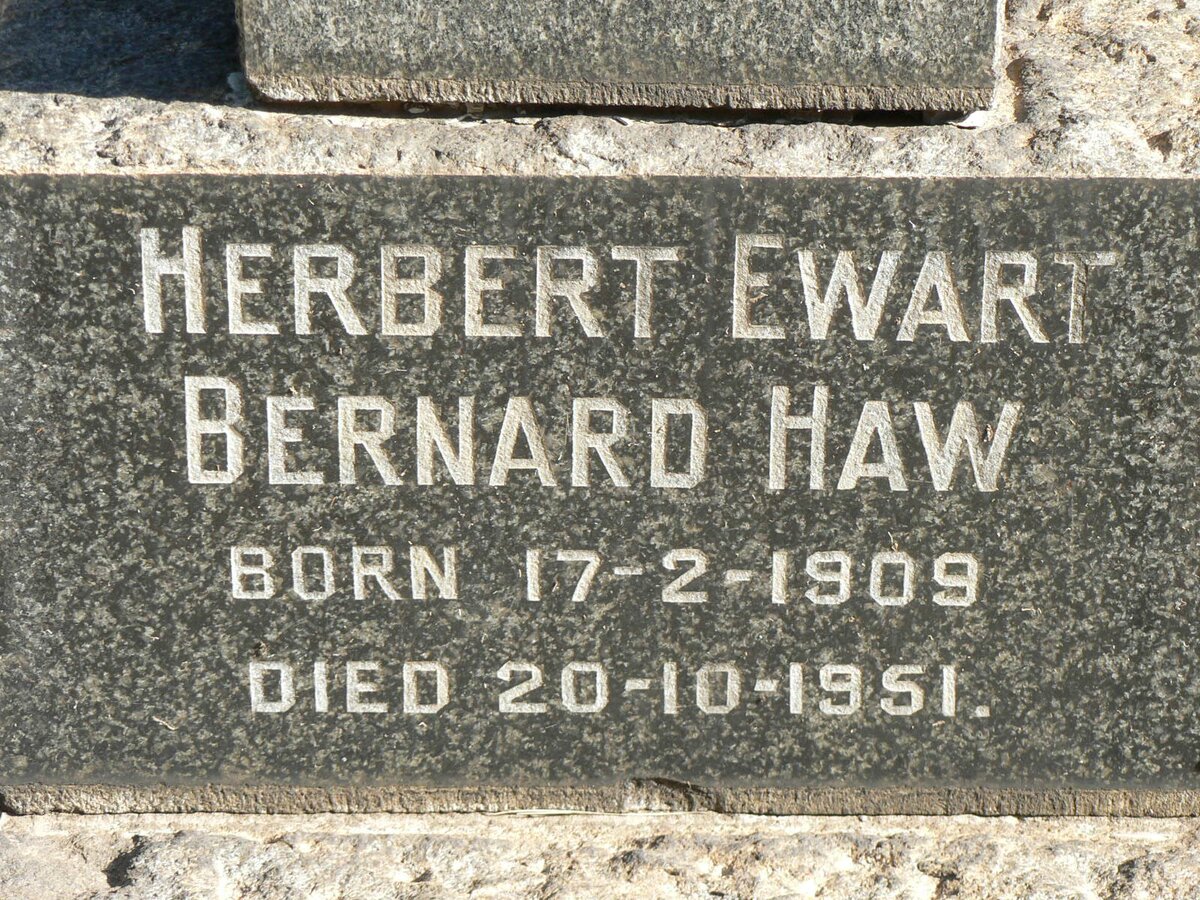 HERBERT EWART
BERNARD HAW
BORN 17-2-1909
DIED 20-10-1951.